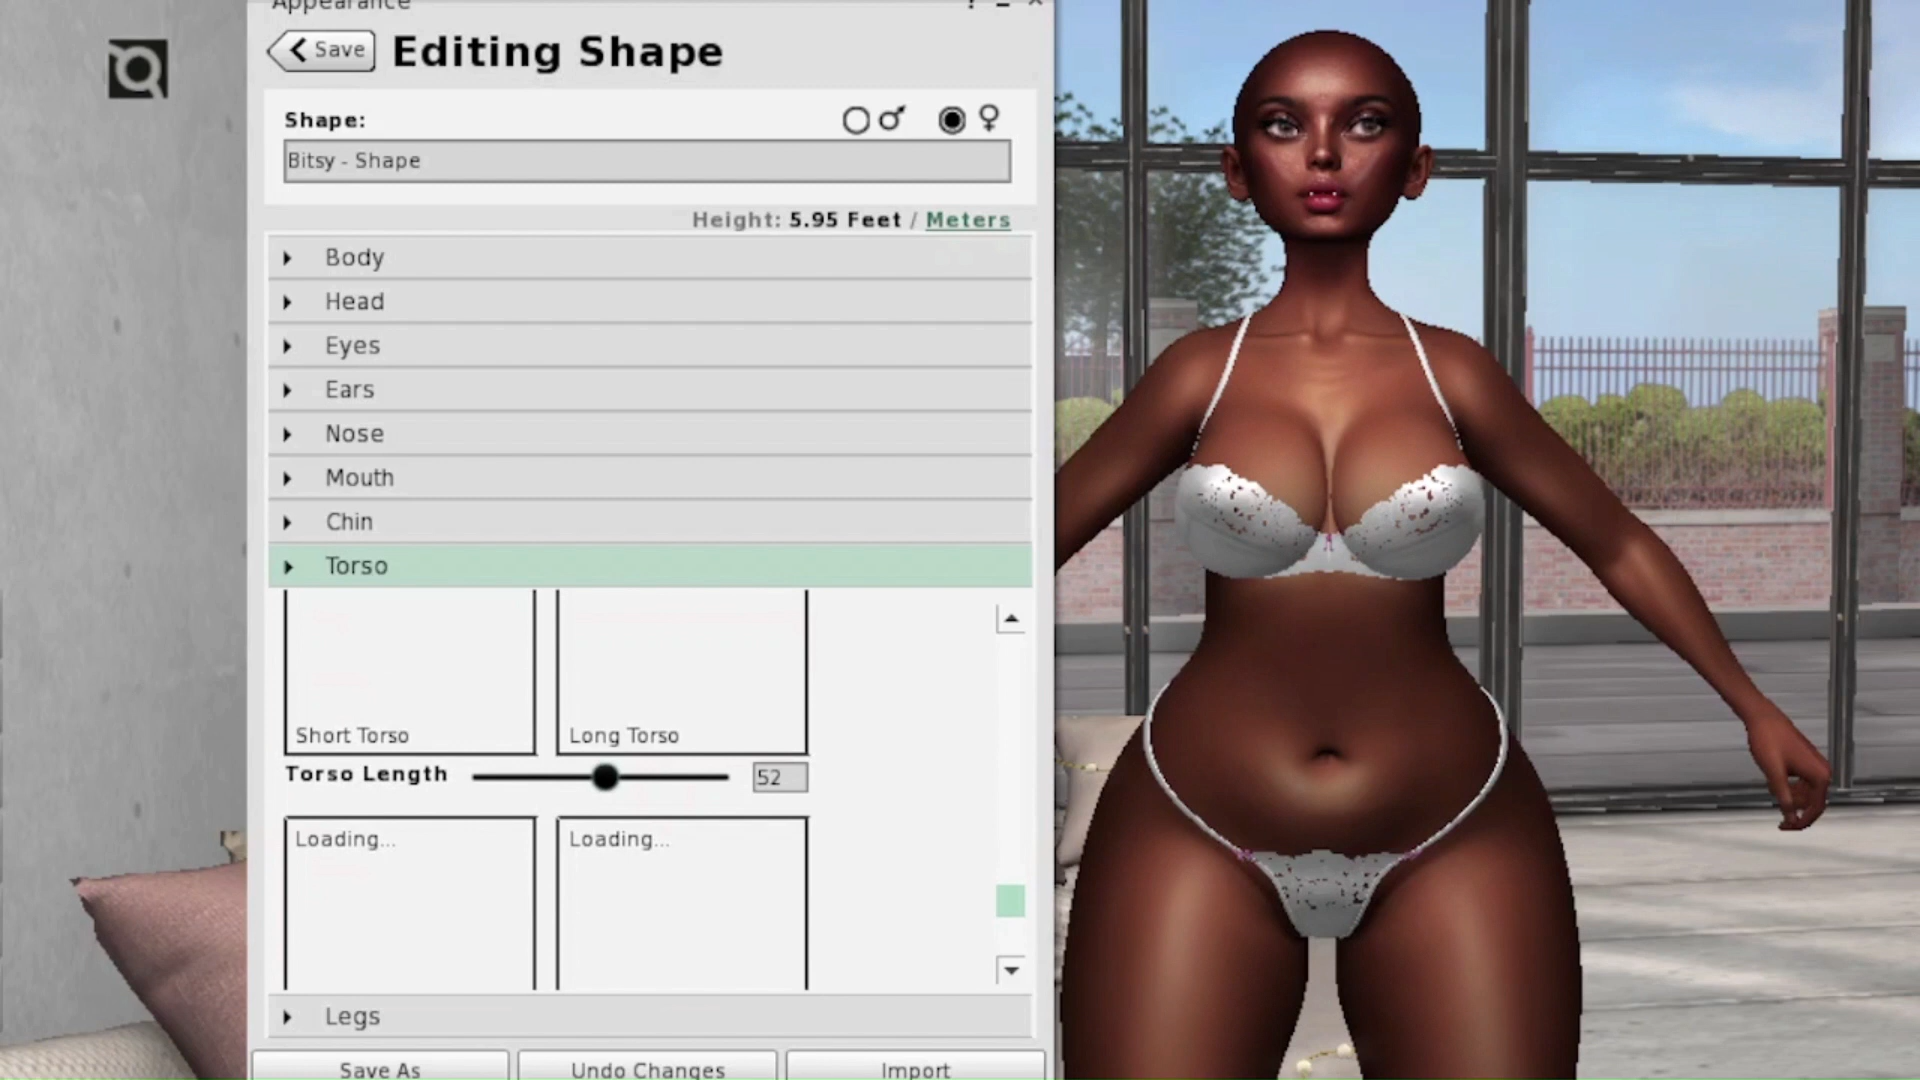 Appearance
Save
Editing Shape
Shape:
Bitsy - Shape
Height: 5.95 Feet / Meters
Body
Head
Eyes
Ears
Nose
Mouth
Chin
Torso
Short Torso
Long Torso
Torso Length
52
Loading...
Loading...
Legs
Save As
Undo Changes
Import